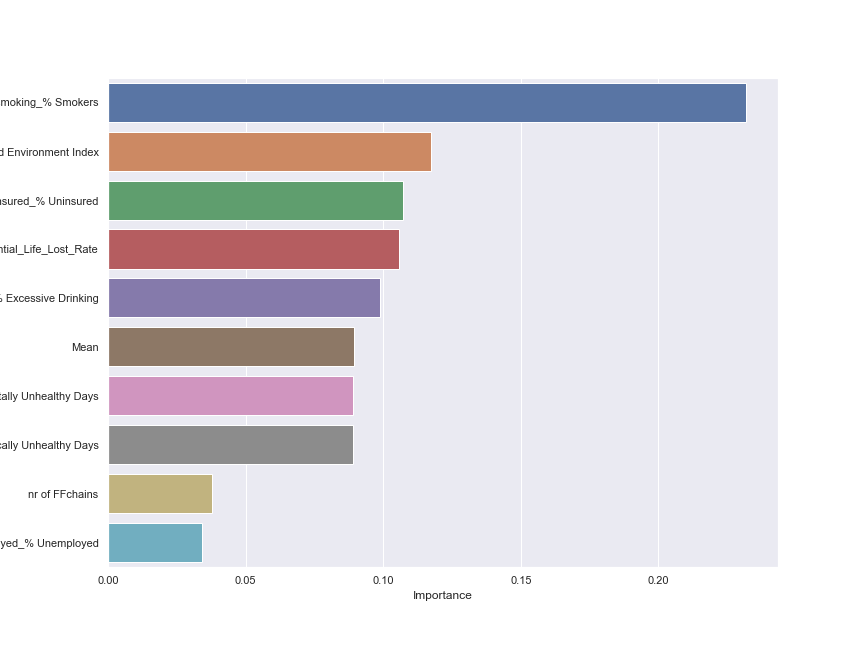 moking_% Smokers
d Environment Index
nsured_% Uninsured
ntial_Life_Lost_Rate
% Excessive Drinking
Mean
tally Unhealthy Days
cally Unhealthy Days
nr of FFchains
yed_% Unemployed
0.00 0.05 0.10 0.15 0.20
Importance